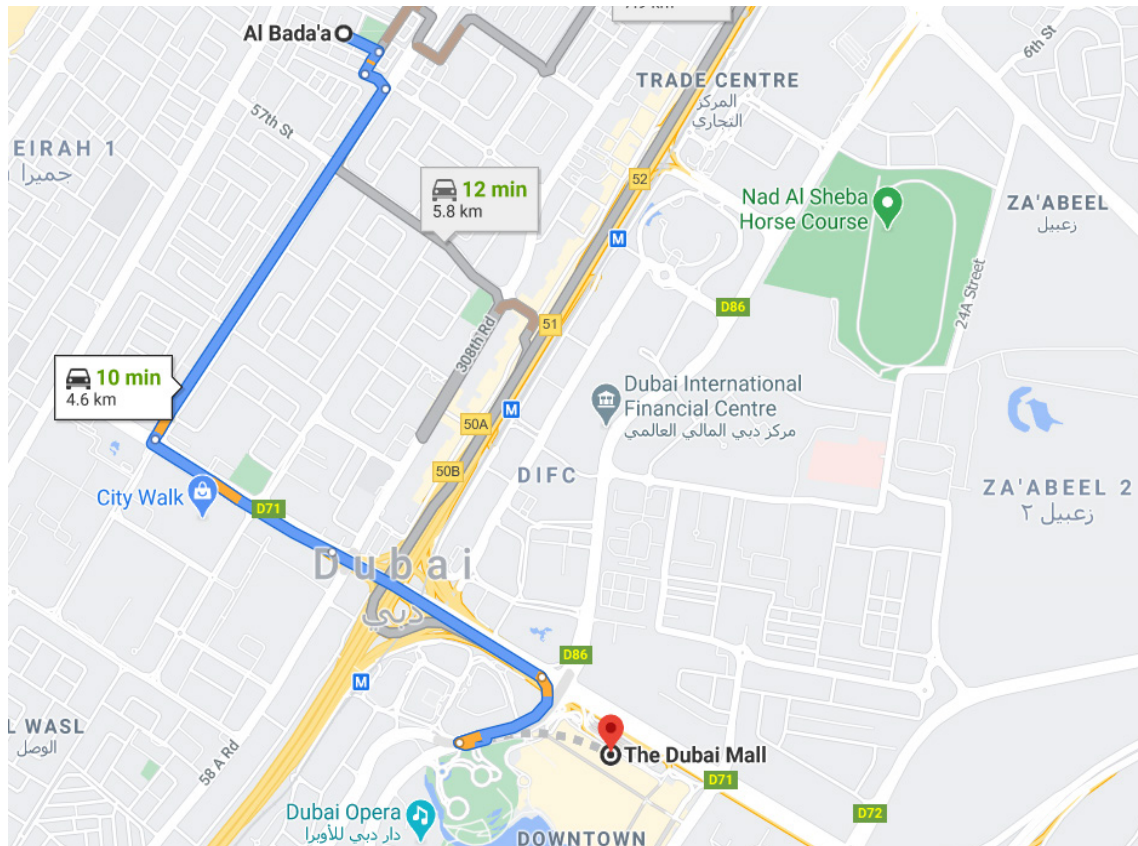 Al Bada'a
TRADE CENTRE
المركز
التجاري
6th St
57th St
EIRAH 1
جميرا
12 min
5.8 km
52
M
Nad Al Sheba
Horse Course
ZA'ABEEL
زعبيل
D86
24A Street
51
308th Rd
10 min
4.6 km
Dubai International
Financial Centre
مركز دبي المالي العالمي
M
50A
50B
DIFC
City Walk
D71
ZA'ABEEL 2
زعبيل ٢
Dubai
دبي
D86
M
L WASL
الوصل
58 A Rd
The Dubai Mall
D71
D72
Dubai Opera
دار دبي للأوبرا
DOWNTOWN